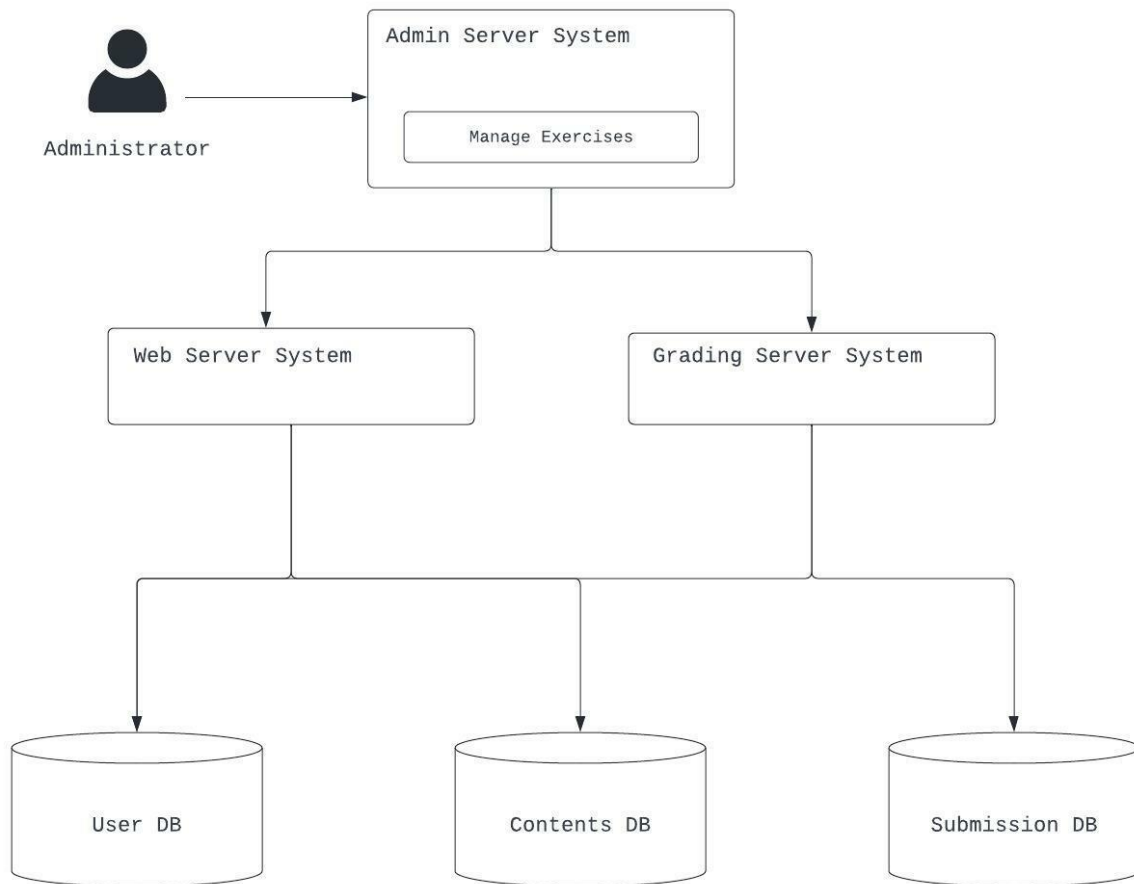 Admin Server System
Manage Exercises
Administrator
Web Server System
Grading Server System
User DB
Contents DB
Submission DB